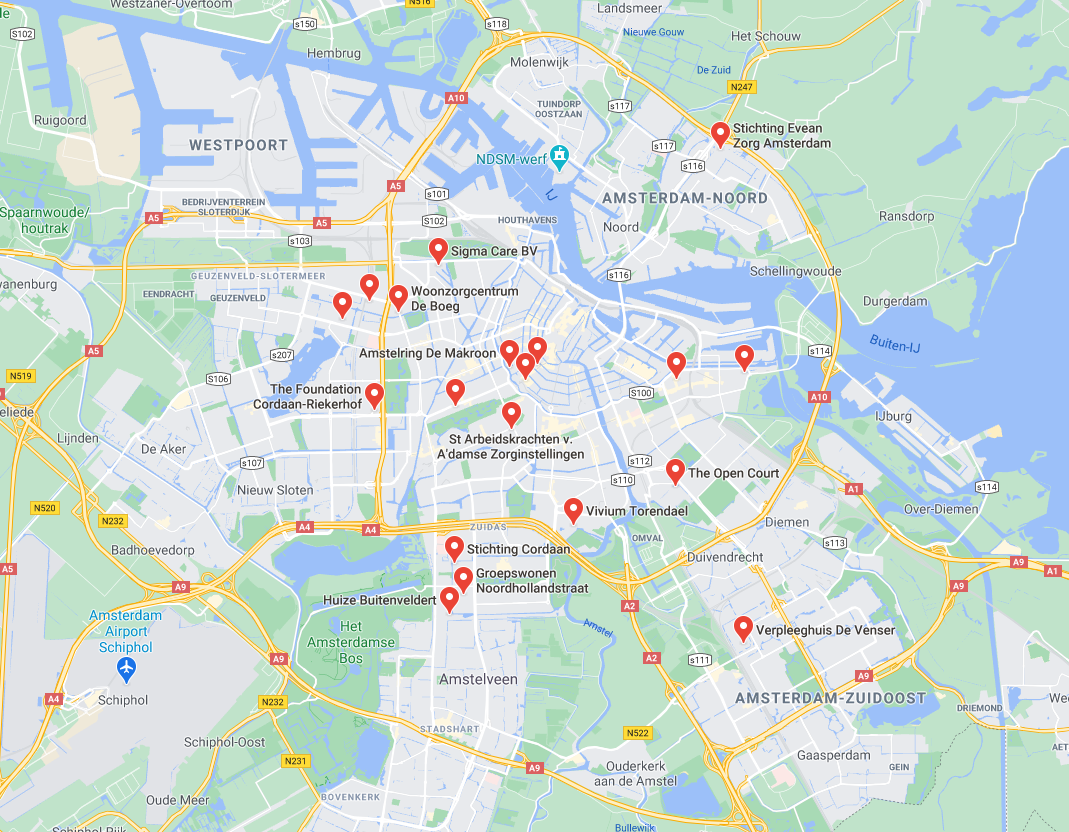 Westzaner-Overtoom
N516
Landsmeer
S102
s150
s118
Nieuwe Gouw
Het Schouw
Hembrug
Molenwijk
De Zuid
N247
A10
TUINDORP
OOSTZAAN
s117
Ruigoord
WESTPOORT
s117
Stichting Evean
Zorg Amsterdam
NDSM-werf
s116
A5
s101
IJ
AMSTERDAM-NOORD
BEDRIJVENTERREIN
SLOTERDIJK
Spaarnwoude/
houtrak
A5
A5
S102
HOUTHAVENS
Noord
Ransdorp
s103
Sigma Care BV
GEUZENVELD-SLOTERMEER
s116
Schellingwoude
EENDRACHT
GEUZENVELD
Woonzorgcentrum
De Boeg
Durgerdam
Buiten-IJ
A5
s207
Amstelring De Makroon
s114
N519
S106
The Foundation
Cordaan-Riekerhof
S100
A10
IJburg
Lijnden
De Aker
St Arbeidskrachten v.
A'damse Zorginstellingen
s107
s112
The Open Court
s110
Nieuw Sloten
A1
s114
N520
N232
Vivium Torendael
Over-Diemen
A4
A4
ZUIDAS
Diemen
OMVAL
s113
Badhoevedorp
Stichting Cordaan
Duivendrecht
A5
A9
A1
A9
Groepswonen
Noordhollandstraat
A9
Huize Buitenveldert
A2
Amsterdam
Airport
Schiphol
Het
Amsterdamse
Bos
Amstel
Verpleeghuis De Venser
A9
A2
s111
Amstelveen
A9
A4
Schiphol
N232
AMSTERDAM-ZUIDOOST
DRIEMOND
STADSHART
N522
Schiphol-Oost
N231
Gaasperdam
GEIN
A9
Ouderkerk
aan de Amstel
BOVENKERK
Oude Meer
Schiphol-Rijk
Bullewijk